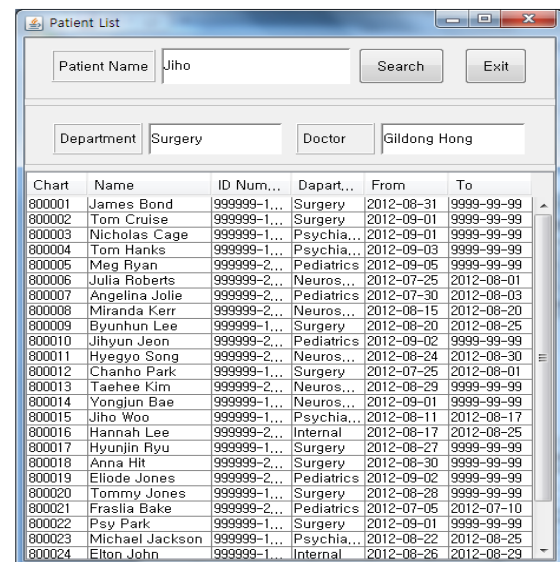 Patient List
Patient Name Jiho Search Exit
Department Surgery Doctor Gildong Hong
Chart Name ID Num... Depart... From To
800001 James Bond 999999-1... Surgery 2012-08-31 9999-99-99
800002 Tom Cruise 999999-1... Surgery 2012-09-01 9999-99-99
800003 Nicholas Cage 999999-1... Psychia... 2012-09-01 9999-99-99
800004 Tom Hanks 999999-1... Psychia... 2012-09-03 9999-99-99
800005 Meg Ryan 999999-2... Pediatrics 2012-09-05 9999-99-99
800006 Julia Roberts 999999-2... Neuros... 2012-07-25 2012-08-01
800007 Angelina Jolie 999999-2... Pediatrics 2012-07-30 2012-08-03
800008 Miranda Kerr 999999-2... Neuros... 2012-08-15 2012-08-20
800009 Byunhun Lee 999999-1... Surgery 2012-08-20 2012-08-25
800010 Jihyun Jeon 999999-2... Pediatrics 2012-09-02 9999-99-99
800011 Hyegyo Song 999999-2... Neuros... 2012-08-24 2012-08-30
800012 Chanho Park 999999-1... Surgery 2012-07-25 2012-08-01
800013 Taehee Kim 999999-2... Neuros... 2012-08-29 9999-99-99
800014 Yongjun Bae 999999-1... Neuros... 2012-09-01 9999-99-99
800015 Jiho Woo 999999-1... Psychia... 2012-08-11 2012-08-17
800016 Hannah Lee 999999-2... Internal 2012-08-17 2012-08-25
800017 Hyunjin Ryu 999999-1... Surgery 2012-08-27 9999-99-99
800018 Anna Hit 999999-2... Surgery 2012-08-30 9999-99-99
800019 Eliode Jones 999999-2... Pediatrics 2012-09-02 9999-99-99
800020 Tommy Jones 999999-1... Surgery 2012-08-28 9999-99-99
800021 Fraslia Bake 999999-2... Pediatrics 2012-07-05 2012-07-10
800022 Psy Park 999999-1... Surgery 2012-09-01 9999-99-99
800023 Michael Jackson 999999-1... Psychia... 2012-08-22 2012-08-25
800024 Elton John 999999-1... Internal 2012-08-26 2012-08-29